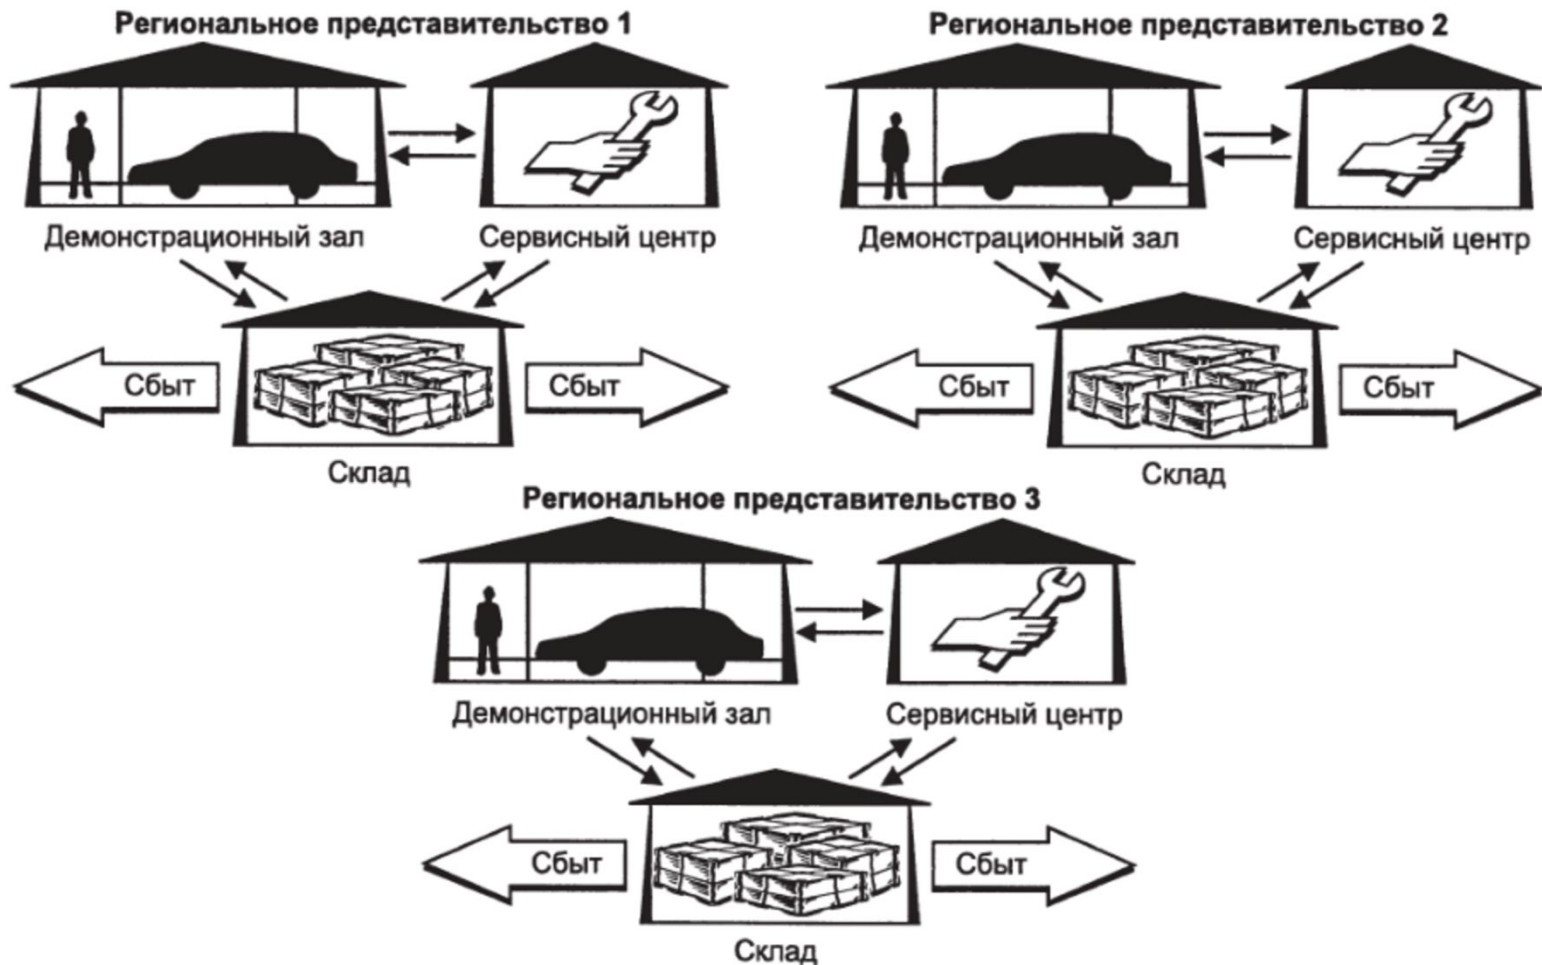 Региональное представительство 1
Региональное представительство 2
Демонстрационный зал
Сервисный центр
Демонстрационный зал
Сервисный центр
Сбыт
Сбыт
Сбыт
Сбыт
Склад
Склад
Региональное представительство 3
Демонстрационный зал
Сервисный центр
Сбыт
Сбыт
Склад